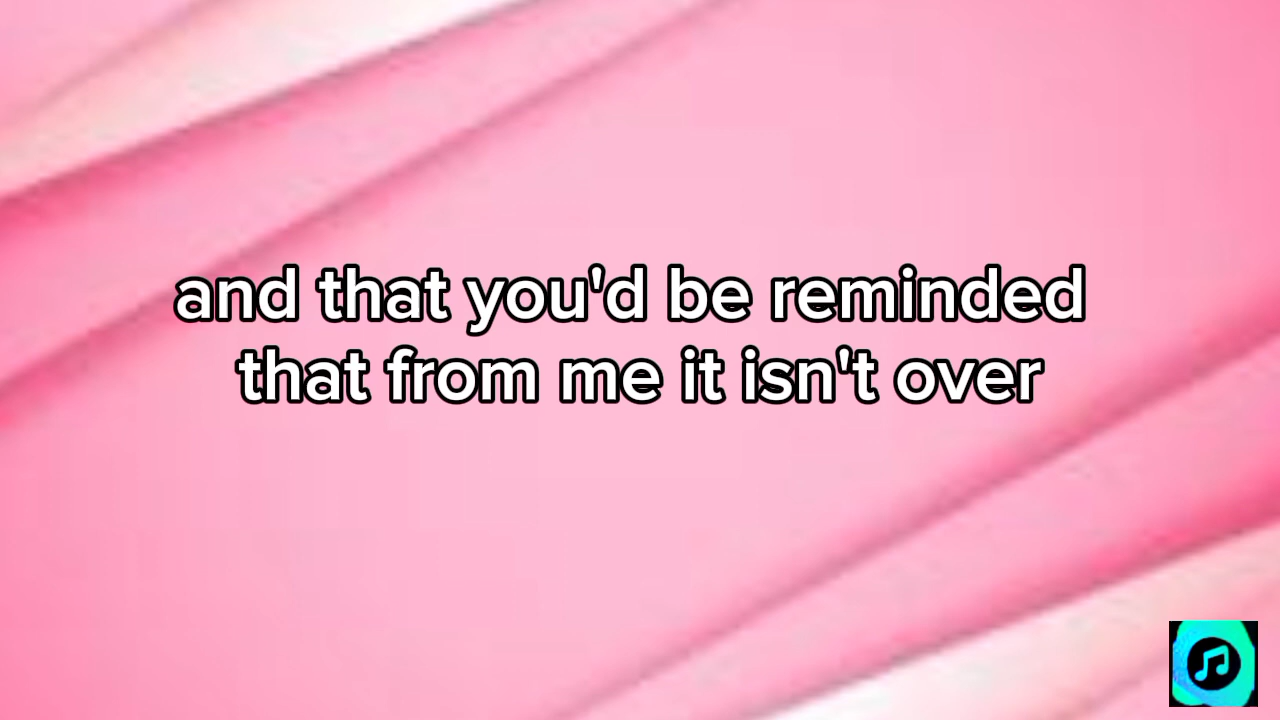 and that you'd be reminded
that from me it isn't over